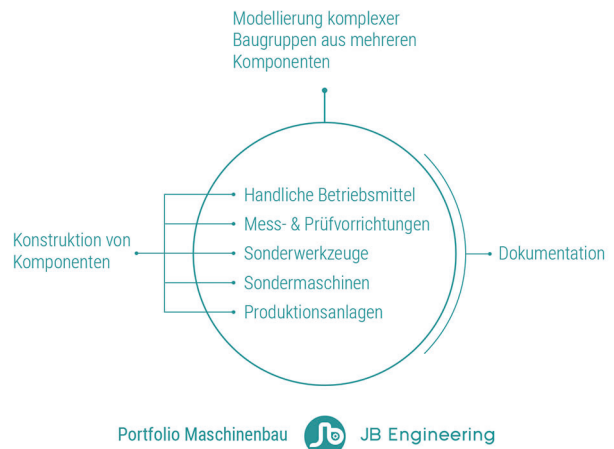 Modellierung komplexer
Baugruppen aus mehreren
Komponenten
Konstruktion von
Komponenten
Handliche Betriebsmittel
Mess- & Prüfvorrichtungen
Sonderwerkzeuge
Sondermaschinen
Produktionsanlagen
Dokumentation
Portfolio Maschinenbau
Jb
JB Engineering